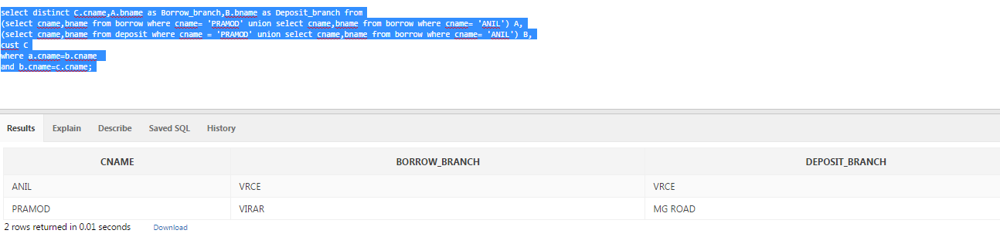 select distinct C.cname,A.bname as Borrow_branch,B.bname as Deposit_branch from
(select cname,bname from borrow where cname= 'PRAMOD' union select cname,bname from borrow where cname= 'ANIL') A,
(select cname,bname from deposit where cname = 'PRAMOD' union select cname,bname from borrow where cname= 'ANIL') B,
cust C
where a.cname=b.cname
and b.cname=c.cname;
Results Explain Describe Saved SQL History
CNAME BORROW_BRANCH DEPOSIT_BRANCH
ANIL VRCE VRCE
PRAMOD VIRAR MG ROAD
2 rows returned in 0.01 seconds Download